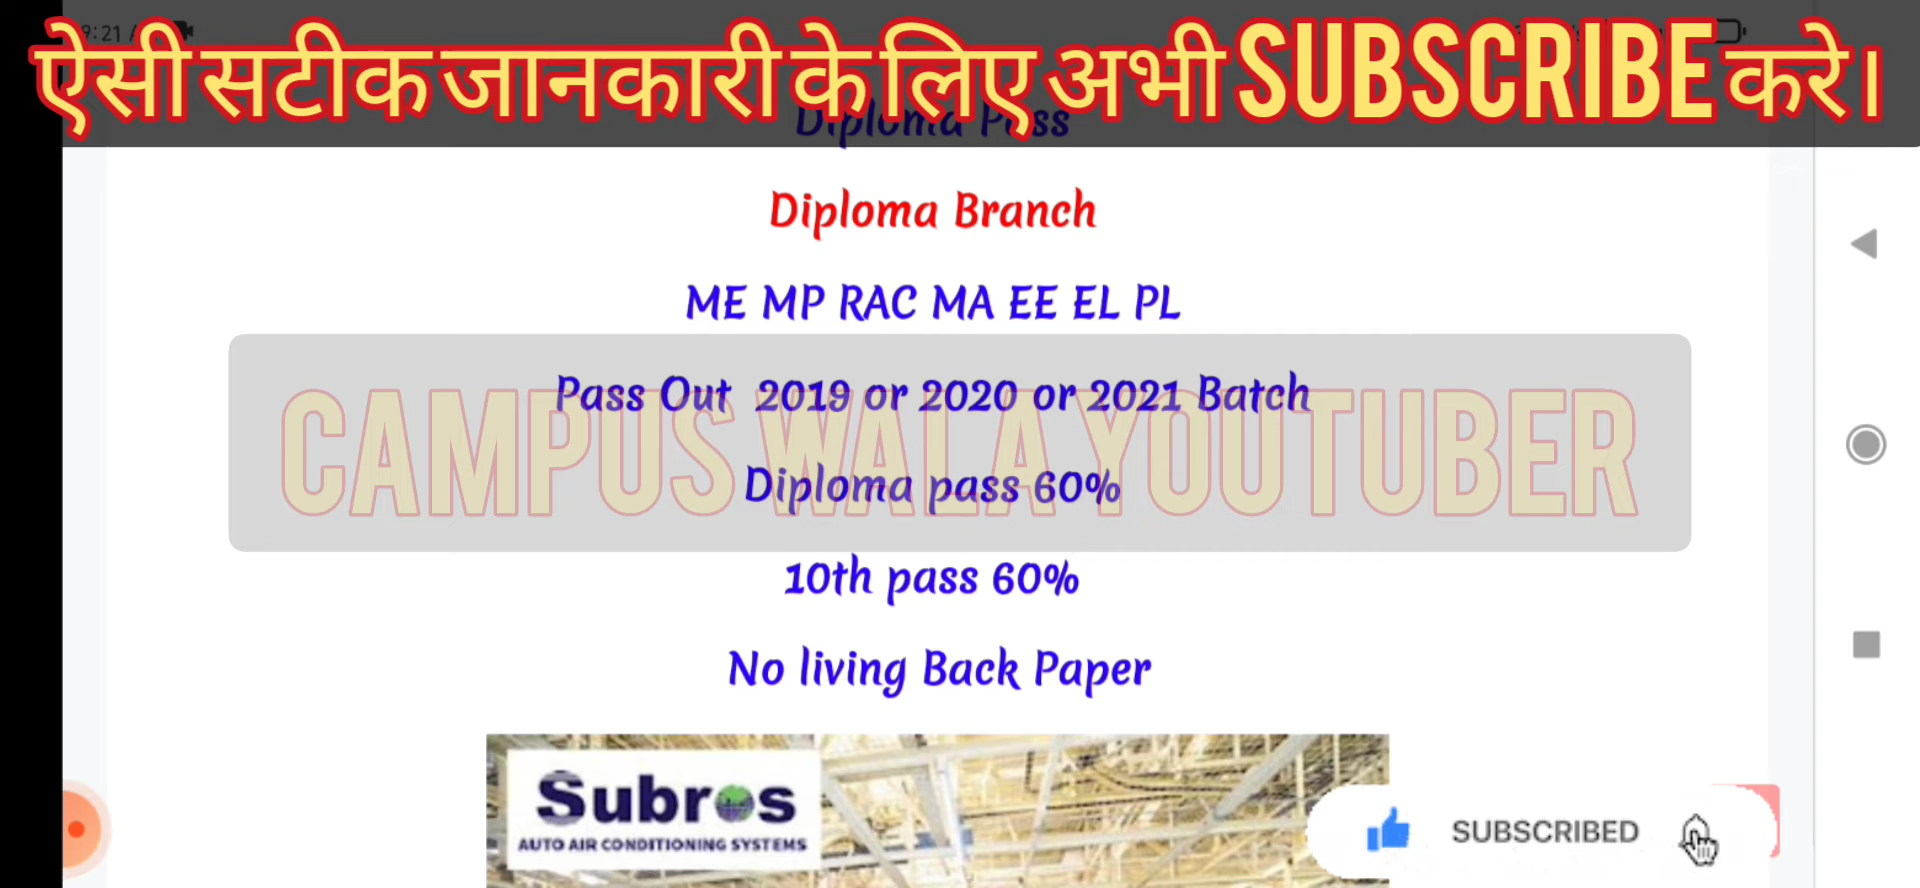 ऐसी सटीक जानकारी के लिए अभी SUBSCRIBE करे।
Diploma Pass
Diploma Branch
ME MP RAC MA EE EL PL
Pass Out 2019 or 2020 or 2021 Batch
CAMPUS WALA YOUTUBER
Diploma pass 60%
10th pass 60%
No living Back Paper
Subros
AUTO AIR CONDITIONING SYSTEMS
SUBSCRIBED